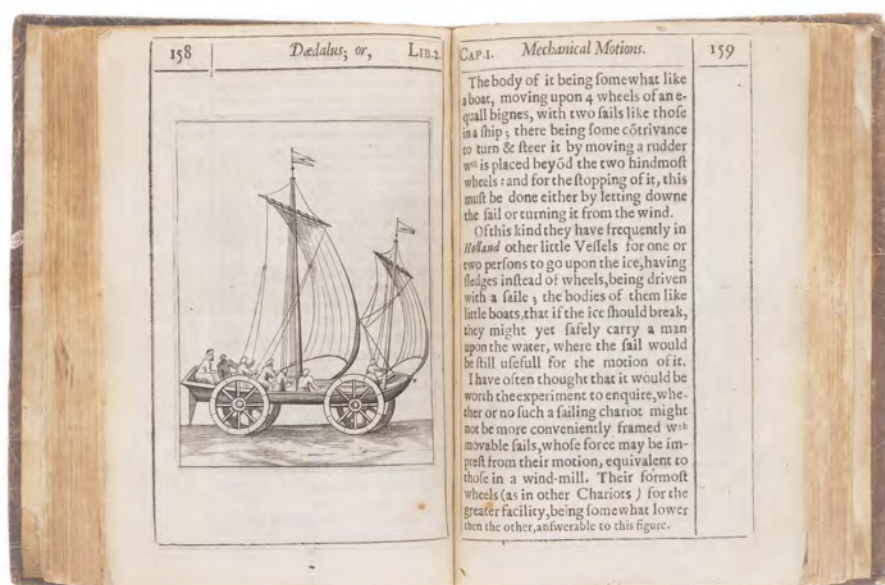 158
Dædalus; or,
LIB.2.
CAP.I.
Mechanical Motions.
159
The body of it being ſomewhat like
a boat, moving upon 4 wheels of an e-
quall bignes, with two ſails like thoſe
in a ſhip; there being ſome cōtrivance
to turn & ſteer it by moving a rudder
wᶜʰ is placed beyōd the two hindmoſt
wheels: and for the ſtopping of it, this
muſt be done either by letting downe
the ſail or turning it from the wind.
Of this kind they have frequently in
Holland other little Veſſels for one or
two perſons to go upon the ice, having
ſledges inſtead of wheels, being driven
with a ſaile; the bodies of them like
little boats, that if the ice ſhould break,
they might yet ſafely carry a man
upon the water, where the ſail would
be ſtill uſefull for the motion of it.
I have often thought that it would be
worth the experiment to enquire, whe-
ther or no ſuch a ſailing chariot might
not be more conveniently framed wᵗʰ
movable ſails, whoſe force may be im-
preſt from their motion, equivalent to
thoſe in a wind-mill. Their formoſt
wheels (as in other Chariots) for the
greater facility, being ſomewhat lower
then the other, anſwerable to this figure.